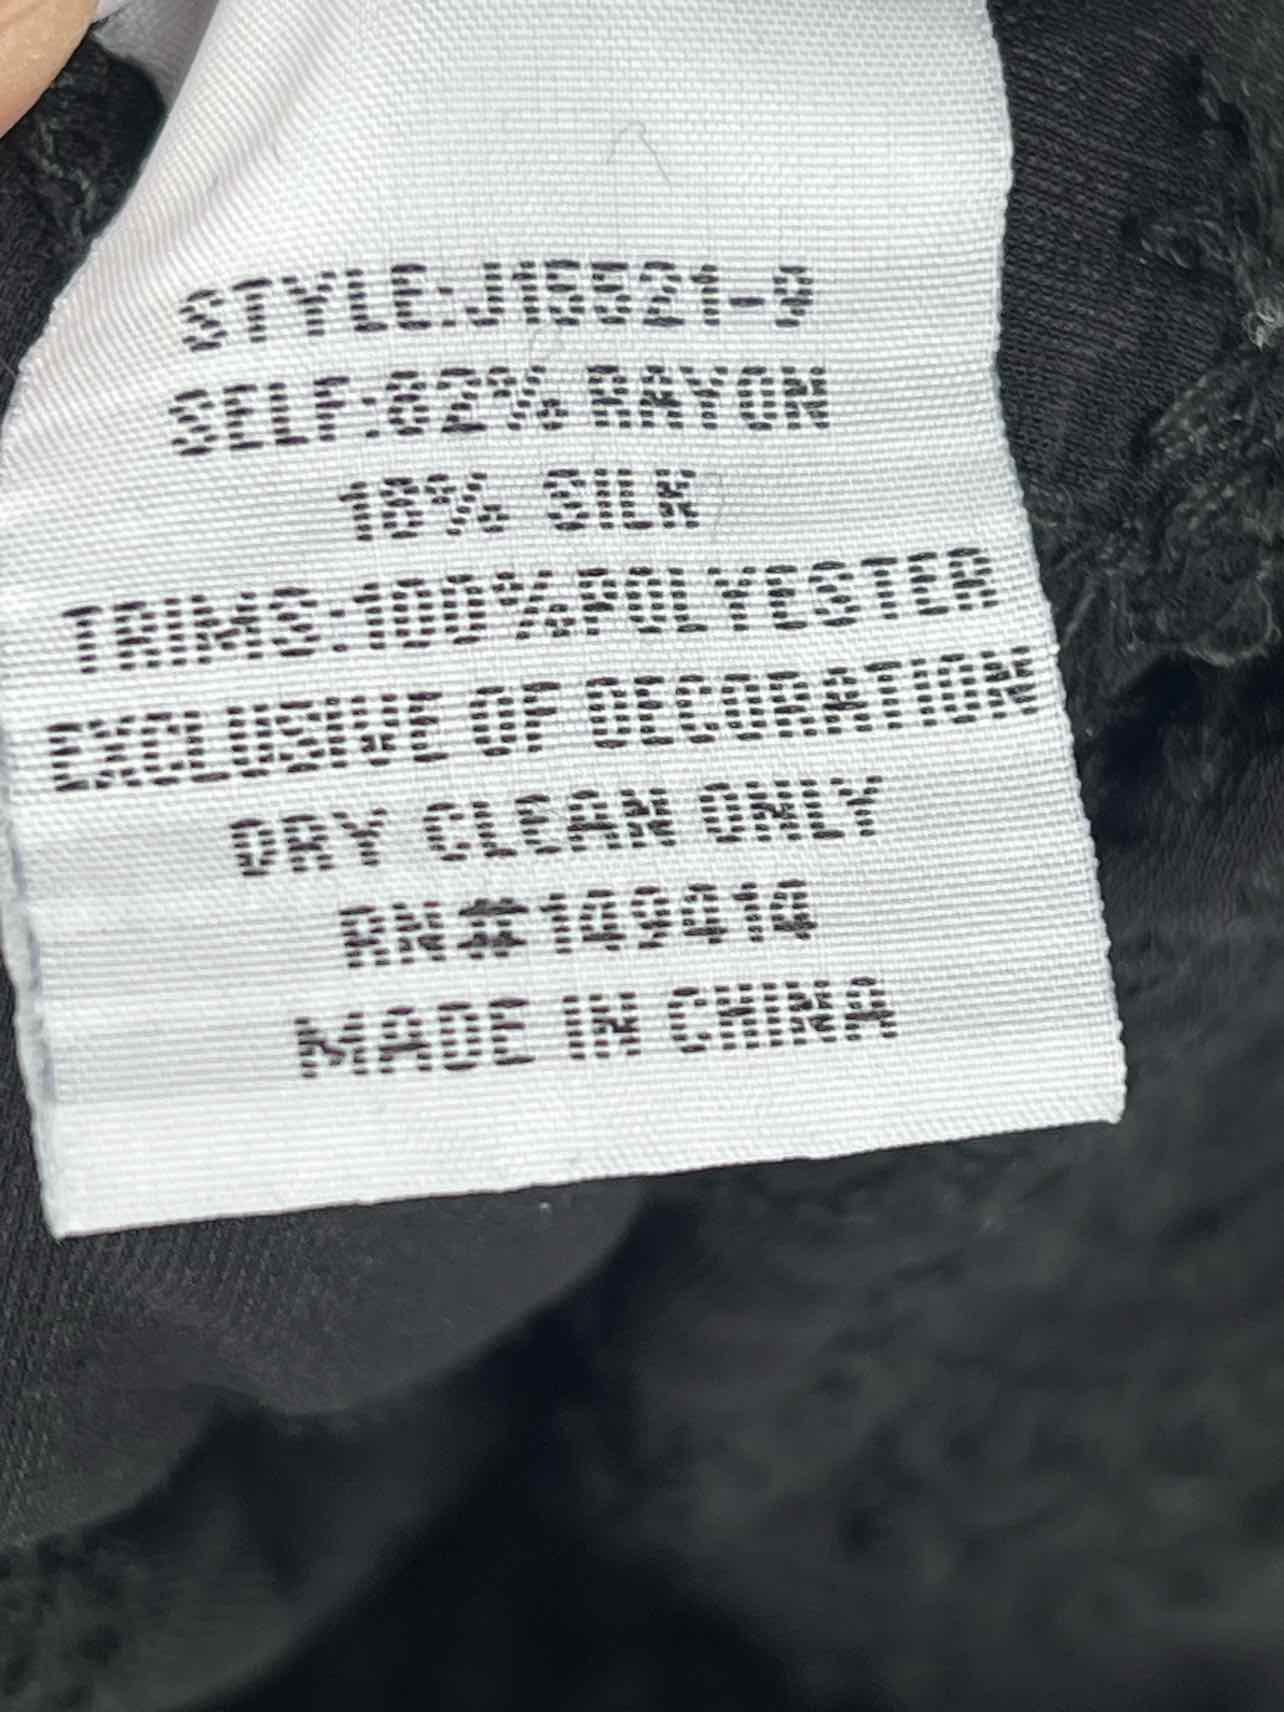 STYLE:J15521-9
SELF:82% RAYON
18% SILK
TRIMS:100%POLYESTER
EXCLUSIVE OF DECORATION
DRY CLEAN ONLY
RN#149414
MADE IN CHINA